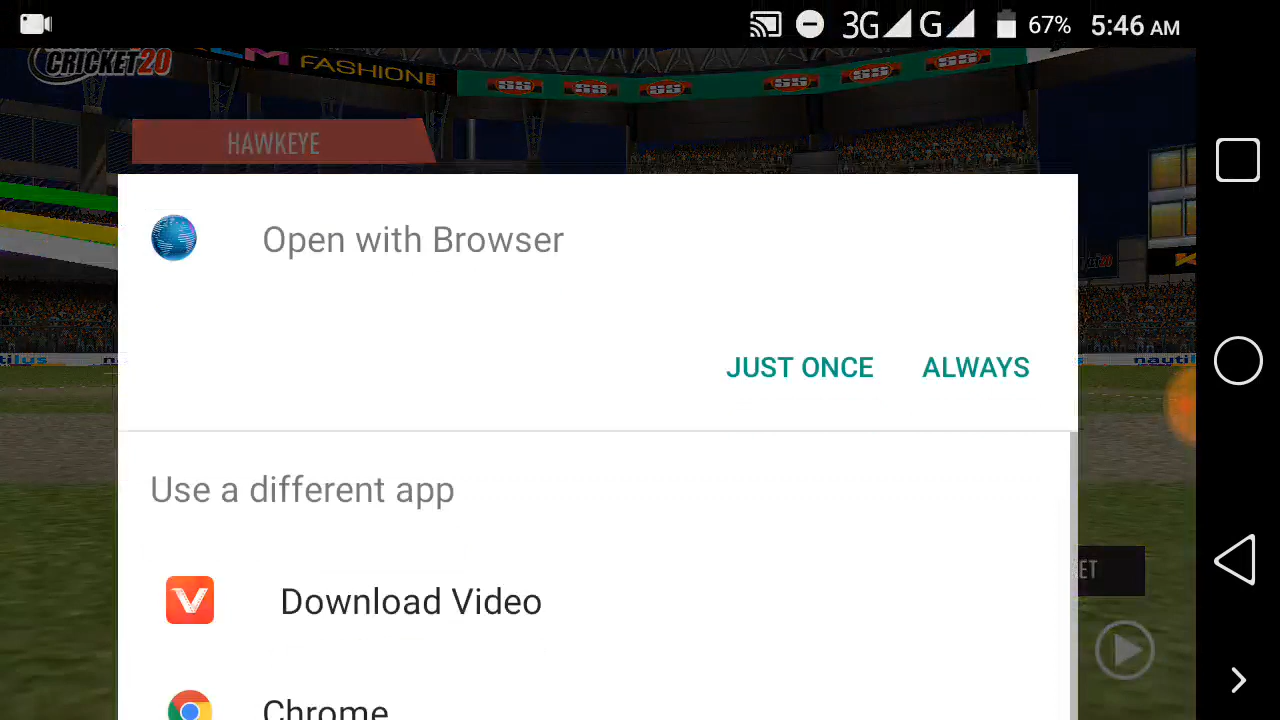 3G G 67% 5:46 AM
CRICKET20
FASHION
HAWKEYE
Open with Browser
JUST ONCE ALWAYS
Use a different app
Download Video
ET
Chrome